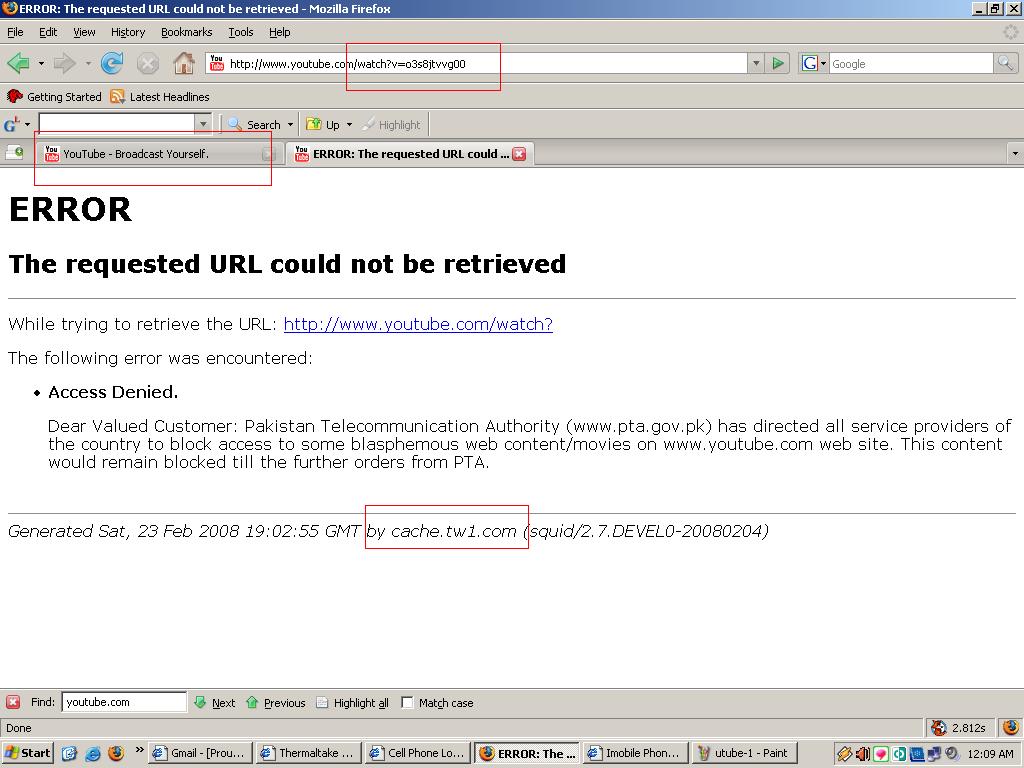 ERROR: The requested URL could not be retrieved - Mozilla Firefox
File Edit View History Bookmarks Tools Help
You Tube http://www.youtube.com/watch?v=o3s8jtvvg00 G Google
Getting Started Latest Headlines
G Search Up Highlight
You Tube YouTube - Broadcast Yourself. You Tube ERROR: The requested URL could ...
ERROR
The requested URL could not be retrieved
While trying to retrieve the URL: http://www.youtube.com/watch?
The following error was encountered:
• Access Denied.
Dear Valued Customer: Pakistan Telecommunication Authority (www.pta.gov.pk) has directed all service providers of
the country to block access to some blasphemous web content/movies on www.youtube.com web site. This content
would remain blocked till the further orders from PTA.
Generated Sat, 23 Feb 2008 19:02:55 GMT by cache.tw1.com (squid/2.7.DEVEL0-20080204)
Find: youtube.com Next Previous Highlight all Match case
Done 2.812s
Start » Gmail - [Prou... Thermaltake ... Cell Phone Lo... ERROR: The ... Imobile Phon... utube-1 - Paint 12:09 AM